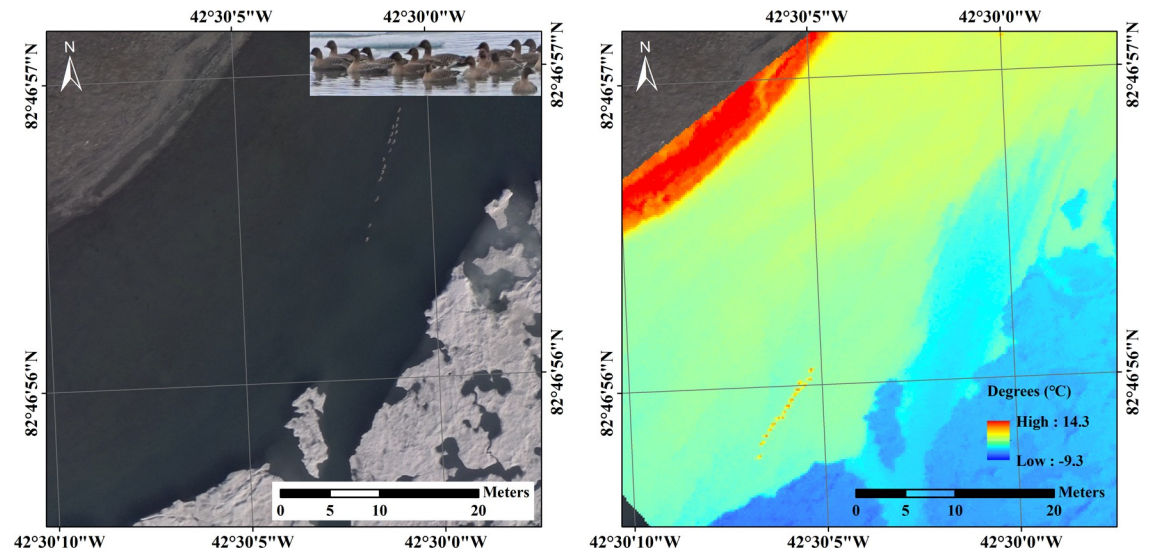 42°30'5"W 42°30'0"W 42°30'5"W 42°30'0"W
N N
82°46'57"N 82°46'57"N 82°46'57"N 82°46'57"N
82°46'56"N 82°46'56"N 82°46'56"N 82°46'56"N
Degrees (°C)
High : 14.3
Low : -9.3
Meters Meters
0 5 10 20 0 5 10 20
42°30'10"W 42°30'5"W 42°30'0"W 42°30'10"W 42°30'5"W 42°30'0"W